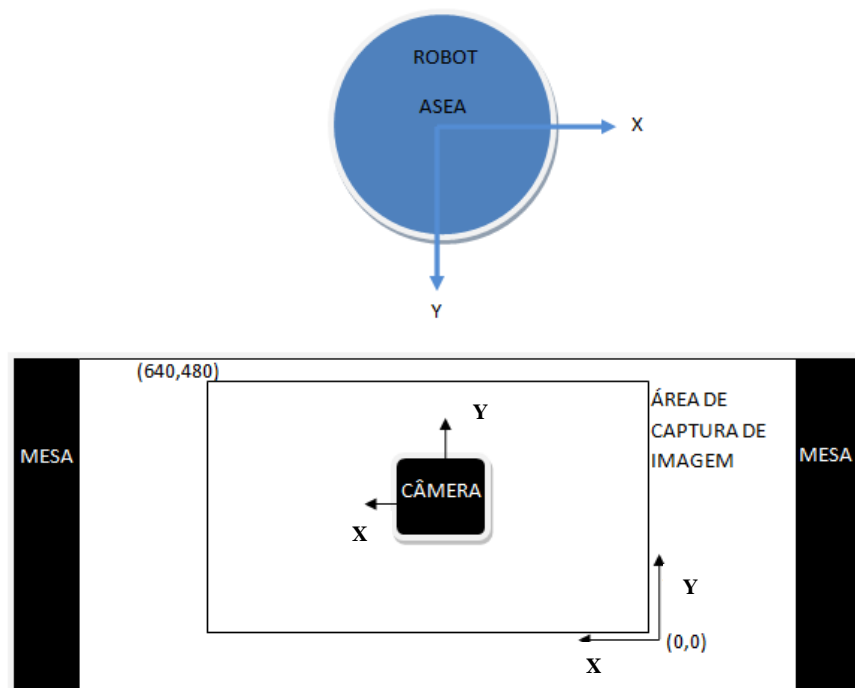 ROBOT
ASEA
X
Y
(640,480)
ÁREA DE
CAPTURA DE
IMAGEM
Y
MESA
CÂMERA
MESA
X
Y
(0,0)
X